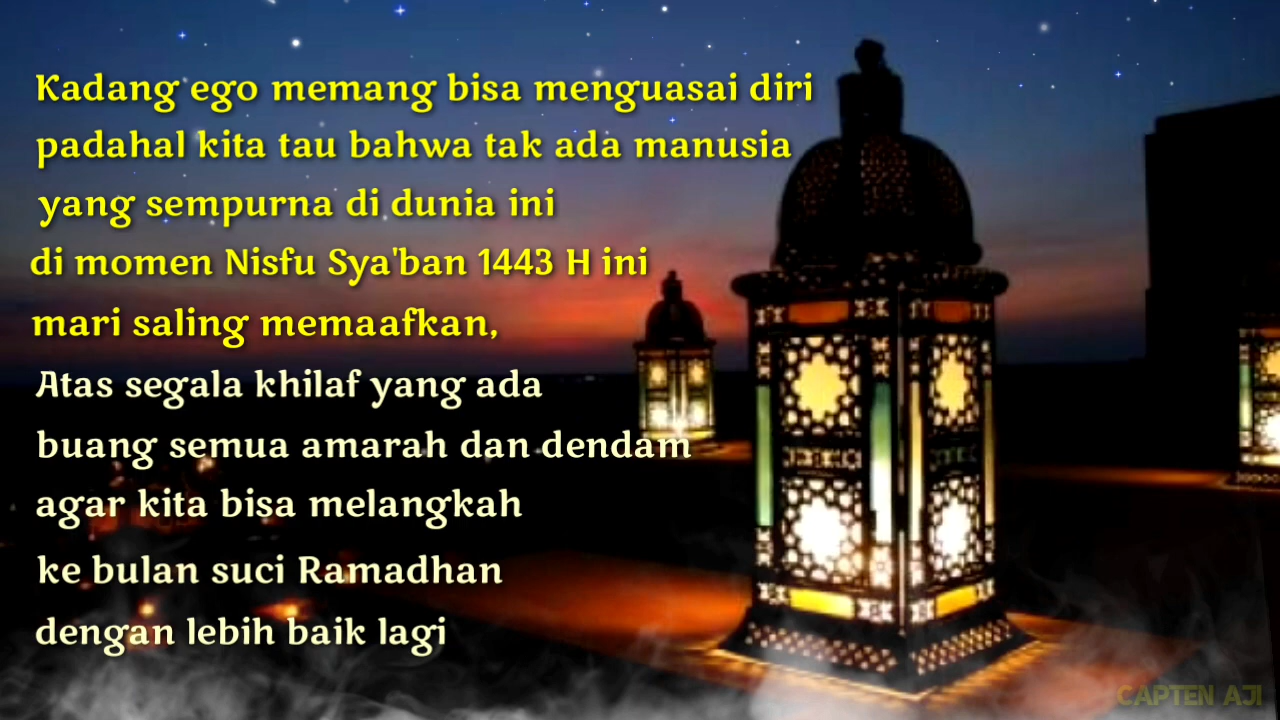 Kadang ego memang bisa menguasai diri
padahal kita tau bahwa tak ada manusia
yang sempurna di dunia ini
di momen Nisfu Sya'ban 1443 H ini
mari saling memaafkan,
Atas segala khilaf yang ada
buang semua amarah dan dendam
agar kita bisa melangkah
ke bulan suci Ramadhan
dengan lebih baik lagi
CAPTEN AJI